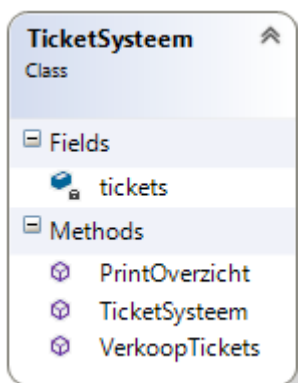 TicketSysteem
Class
Fields
tickets
Methods
PrintOverzicht
TicketSysteem
VerkoopTickets